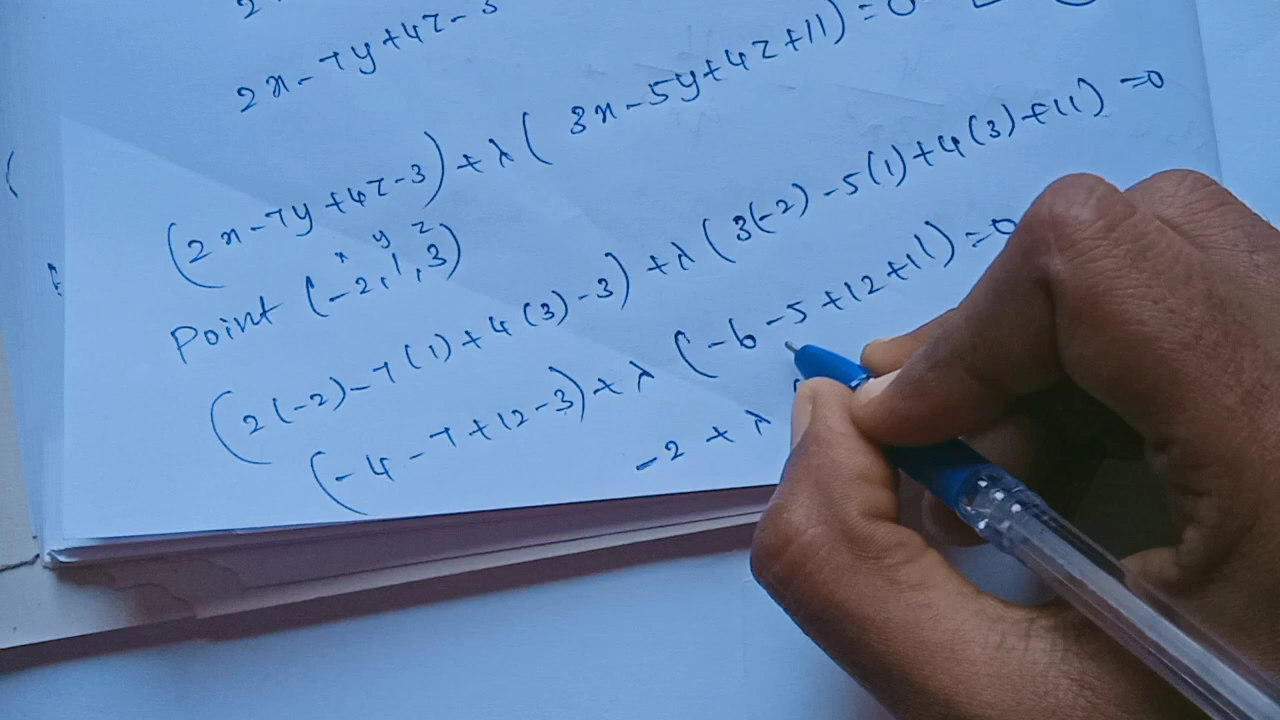 2x-7y+4z-3
(2x-7y+4z-3)+λ(3x-5y+4z+11)=0
x y z
Point (-2,1,3)
(2(-2)-7(1)+4(3)-3)+λ(3(-2)-5(1)+4(3)+11)=0
(-4-7+12-3)+λ(-6-5+12+11)=0
-2+λ